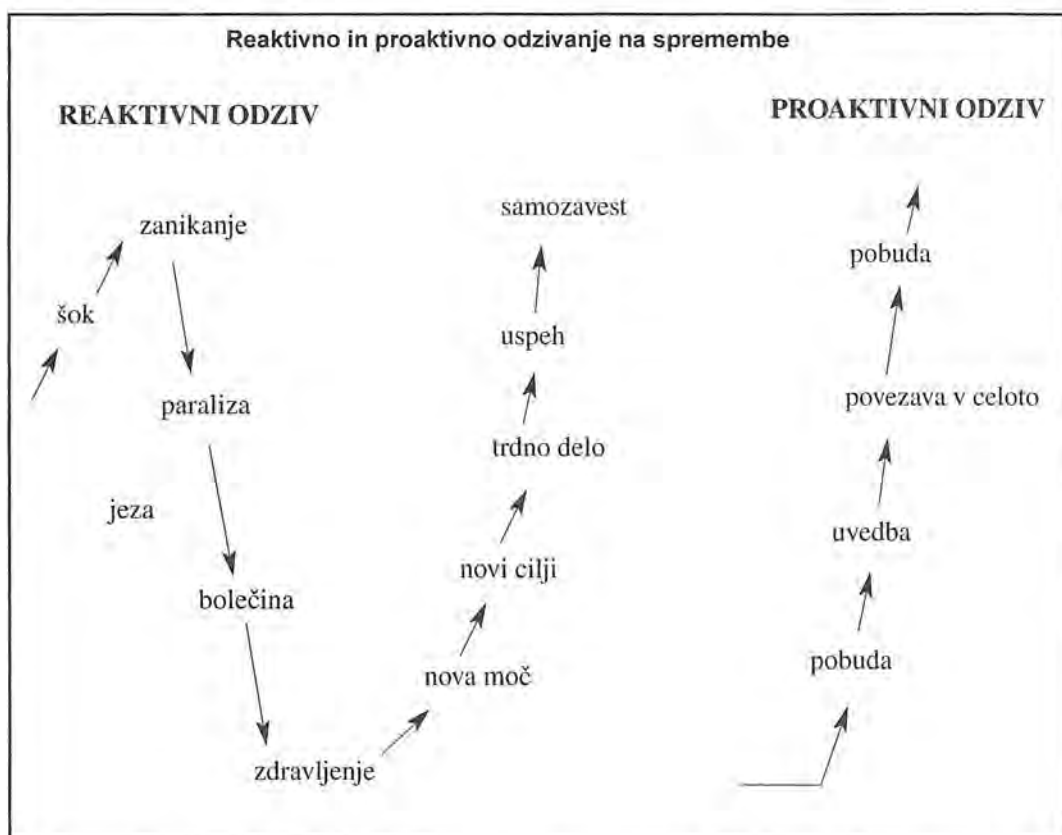 Reaktivno in proaktivno odzivanje na spremembe
REAKTIVNI ODZIV
zanikanje
šok
paraliza
jeza
bolečina
zdravljenje
nova moč
novi cilji
trdno delo
uspeh
samozavest
PROAKTIVNI ODZIV
pobuda
povezava v celoto
uvedba
pobuda